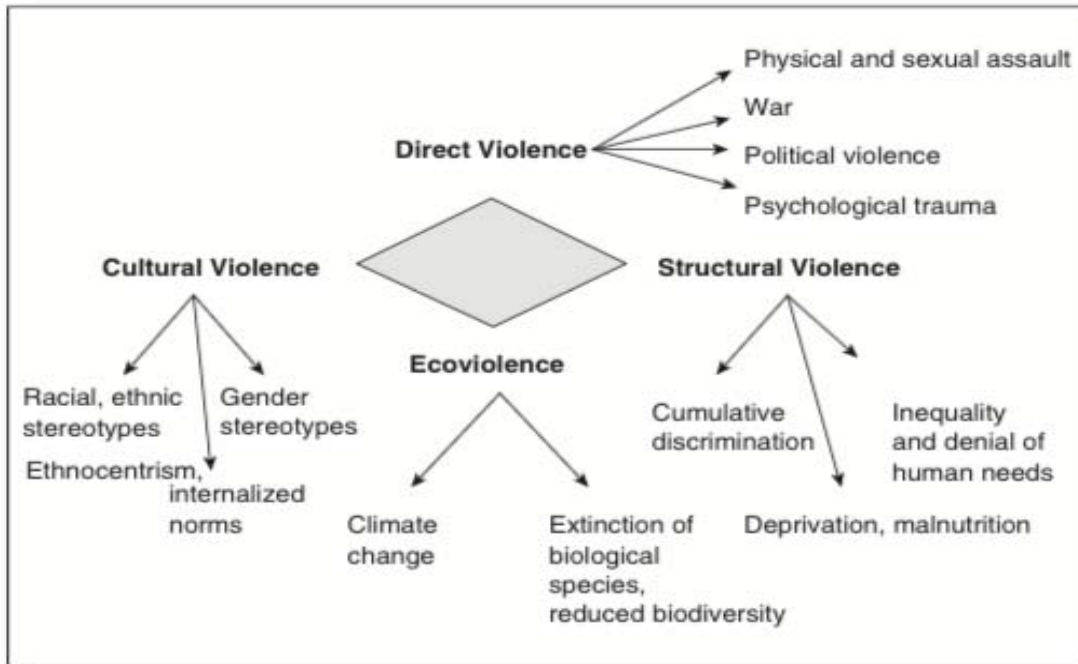 Physical and sexual assault
War
Direct Violence
Political violence
Psychological trauma
Cultural Violence
Structural Violence
Ecoviolence
Racial, ethnic
stereotypes
Gender
stereotypes
Ethnocentrism,
internalized
norms
Climate
change
Extinction of
biological
species,
reduced biodiversity
Cumulative
discrimination
Inequality
and denial of
human needs
Deprivation, malnutrition